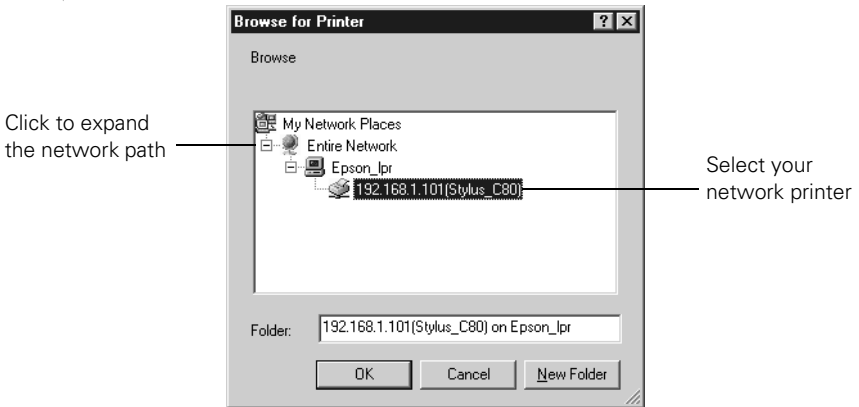 Browse for Printer
Browse
Click to expand
the network path
My Network Places
Entire Network
Epson_lpr
192.168.1.101(Stylus_C80)
Select your
network printer
Folder:
192.168.1.101(Stylus_C80) on Epson_lpr
OK
Cancel
New Folder